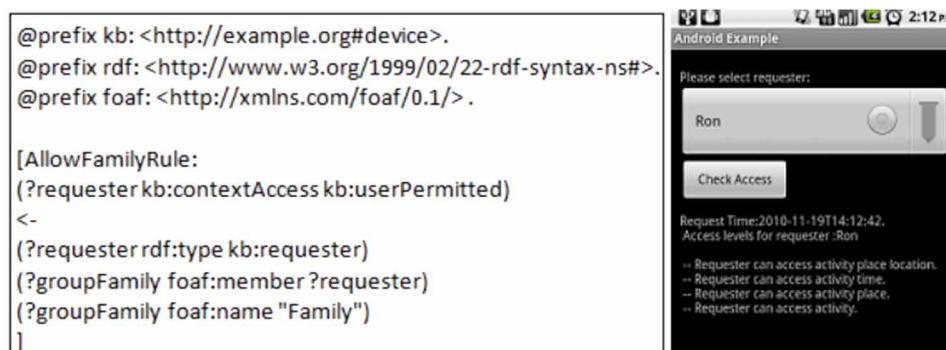 @prefix kb: <http://example.org#device>.
@prefix rdf: <http://www.w3.org/1999/02/22-rdf-syntax-ns#>.
@prefix foaf: <http://xmlns.com/foaf/0.1/> .
[AllowFamilyRule:
(?requester kb:contextAccess kb:userPermitted)
<-
(?requester rdf:type kb:requester)
(?groupFamily foaf:member ?requester)
(?groupFamily foaf:name "Family")
]
2:12 P
Android Example
Please select requester:
Ron
Check Access
Request Time:2010-11-19T14:12:42.
Access levels for requester :Ron
-- Requester can access activity place location.
-- Requester can access activity time.
-- Requester can access activity place.
-- Requester can access activity.